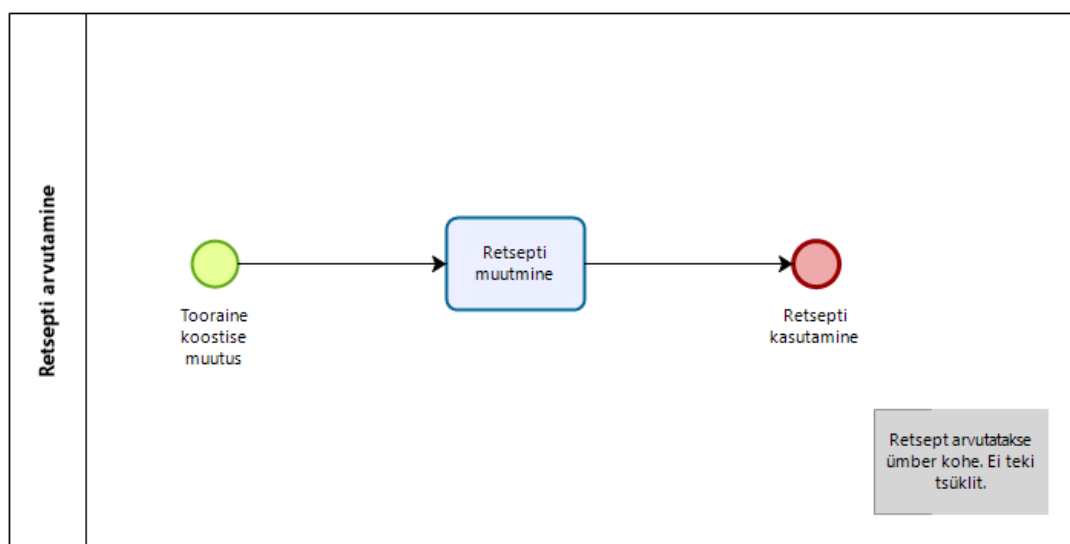 Retsepti arvutamine
Tooraine
koostise
muutus
Retsepti
muutmine
Retsepti
kasutamine
Retsept arvutatakse
ümber kohe. Ei teki
tsüklit.